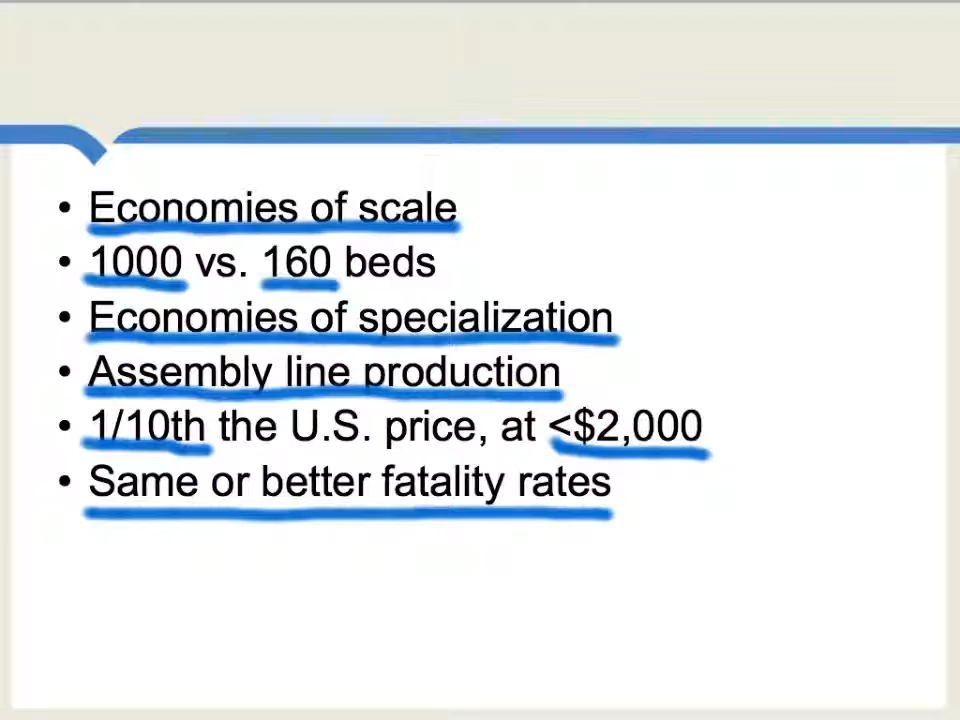 • Economies of scale
• 1000 vs. 160 beds
• Economies of specialization
• Assembly line production
• 1/10th the U.S. price, at <$2,000
• Same or better fatality rates